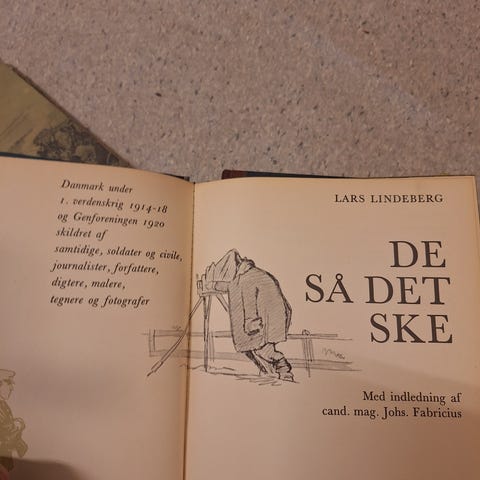 Danmark under
1. verdenskrig 1914-18
og Genforeningen 1920
skildret af
samtidige, soldater og civile,
journalister, forfattere,
digtere, malere,
tegnere og fotografer
LARS LINDEBERG
DE
SÅ DET
SKE
Med indledning af
cand. mag. Johs. Fabricius